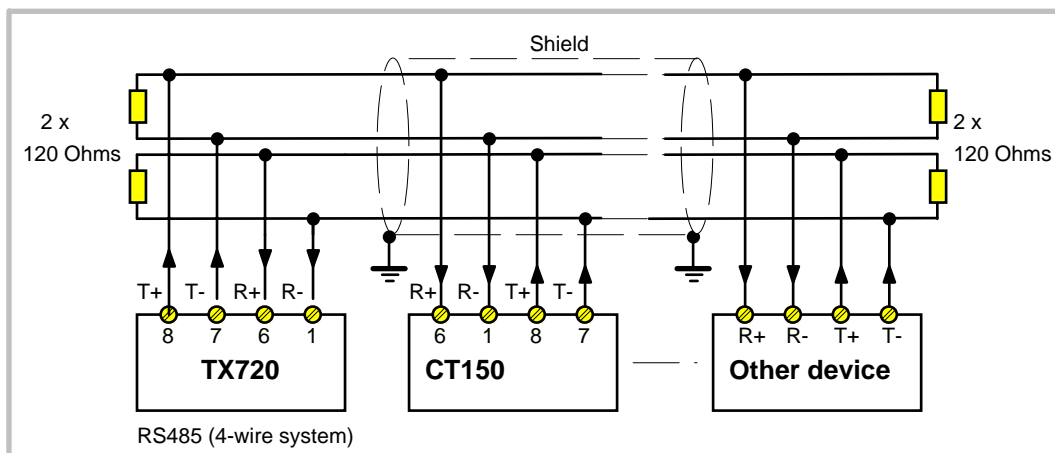 Shield
2 x
120 Ohms
2 x
120 Ohms
T+ T- R+ R-
R+ R- T+ T-
8 7 6 1
6 1 8 7
R+ R- T+ T-
TX720
CT150
Other device
RS485 (4-wire system)